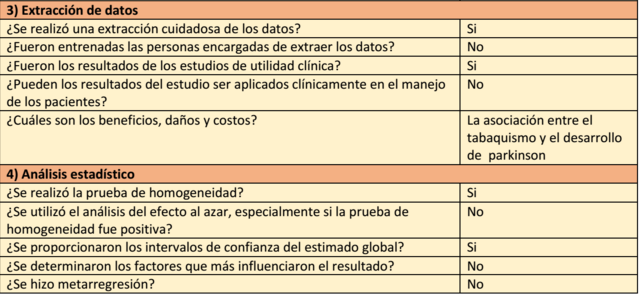 3) Extracción de datos
¿Se realizó una extracción cuidadosa de los datos? Si
¿Fueron entrenadas las personas encargadas de extraer los datos? No
¿Fueron los resultados de los estudios de utilidad clínica? Si
¿Pueden los resultados del estudio ser aplicados clínicamente en el manejo No
de los pacientes?
¿Cuáles son los beneficios, daños y costos? La asociación entre el
tabaquismo y el desarrollo
de parkinson
4) Análisis estadístico
¿Se realizó la prueba de homogeneidad? Si
¿Se utilizó el análisis del efecto al azar, especialmente si la prueba de No
homogeneidad fue positiva?
¿Se proporcionaron los intervalos de confianza del estimado global? Si
¿Se determinaron los factores que más influenciaron el resultado? No
¿Se hizo metarregresión? No